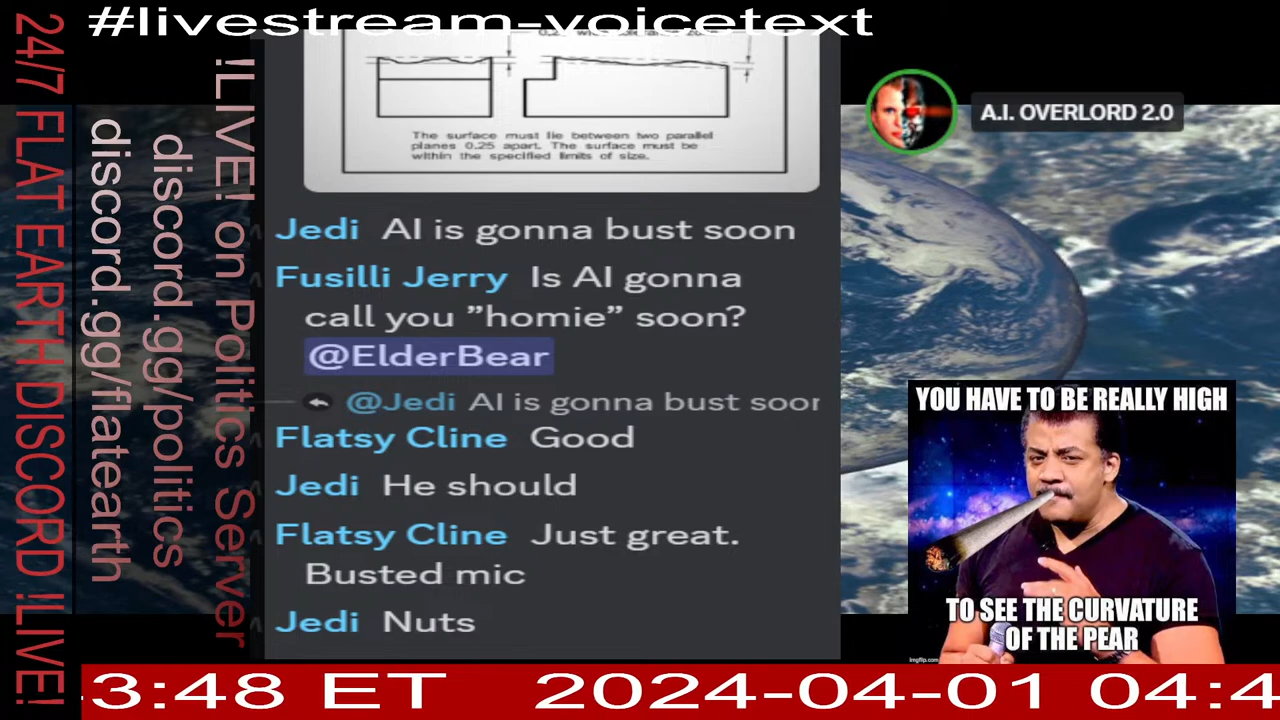 #livestream-voicetext
24/7 FLAT EARTH DISCORD !LIVE!
discord.gg/flatearth
discord.gg/politics
!LIVE! on Politics Server
The surface must lie between two parallel
planes 0.25 apart. The surface must be
within the specified limits of size.
Jedi AI is gonna bust soon
Fusilli Jerry Is AI gonna
call you ”homie” soon?
@ElderBear
@Jedi AI is gonna bust soon
Flatsy Cline Good
Jedi He should
Flatsy Cline Just great.
Busted mic
Jedi Nuts
A.I. OVERLORD 2.0
YOU HAVE TO BE REALLY HIGH
TO SEE THE CURVATURE
OF THE PEAR
imgflip.com
3:48 ET 2024-04-01 04:4